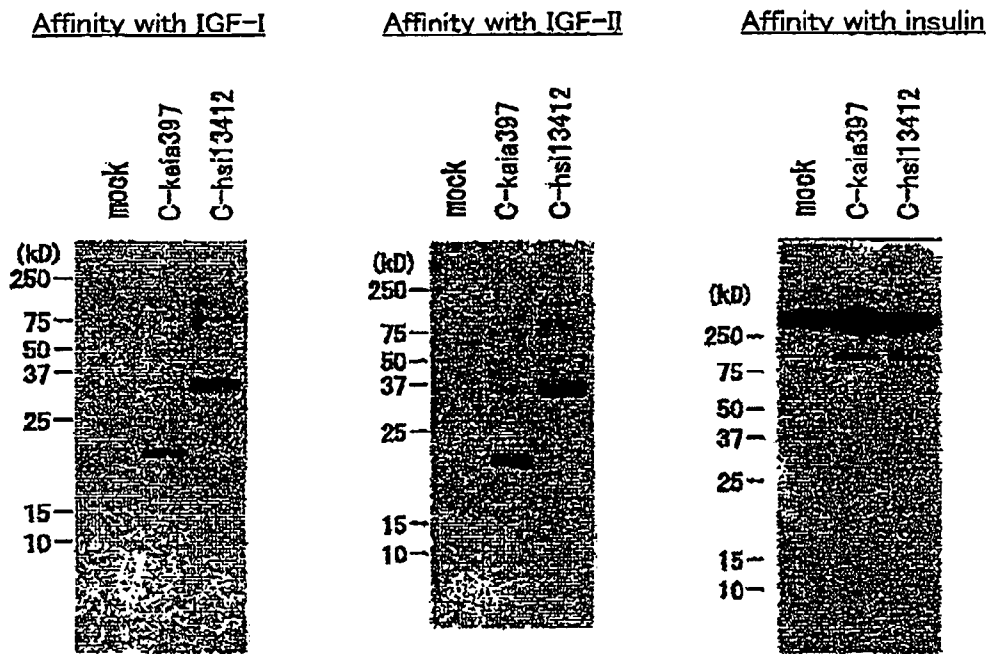 Affinity with IGF-I
mock
C-kaia397
C-hsi13412
(kD)
250
75
50
37
25
15
10
Affinity with IGF-II
mock
C-kaia397
C-hsi13412
(kD)
250
75
50
37
25
15
10
Affinity with insulin
mock
C-kaia397
C-hsi13412
(kD)
250
75
50
37
25
15
10